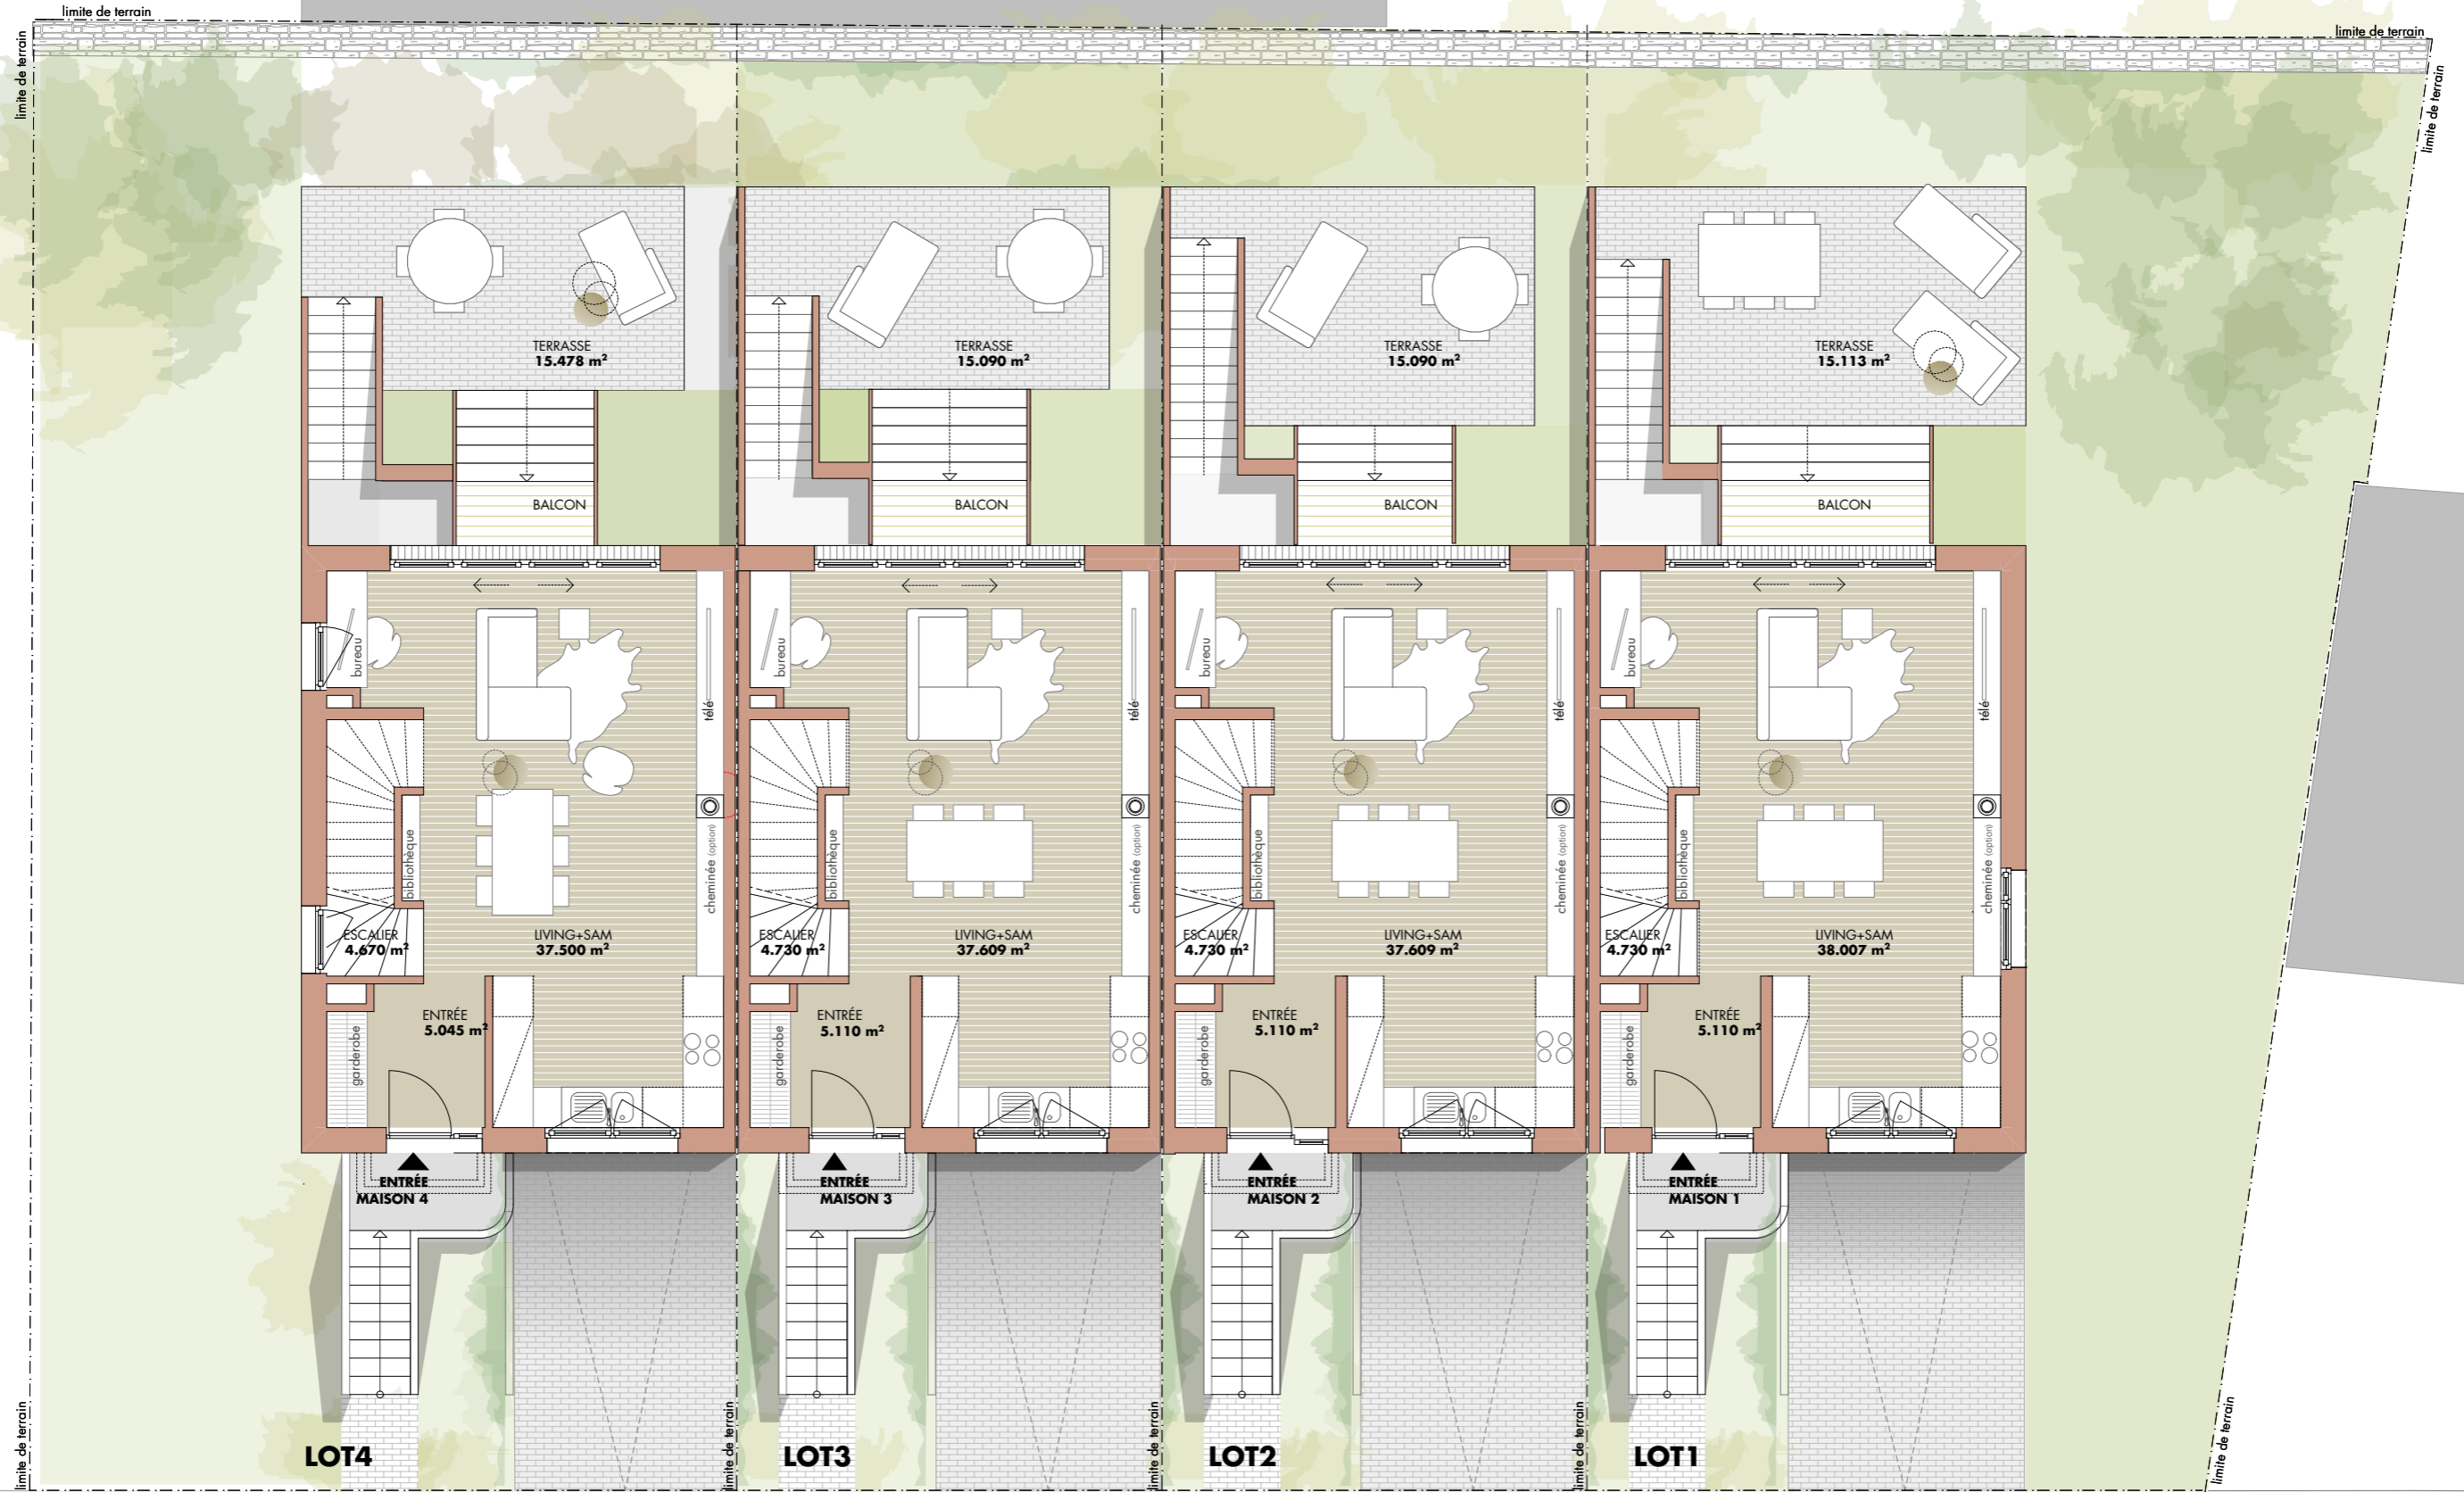 limite de terrain
limite de terrain
limite de terrain
limite de terrain
TERRASSE
15.478 m²
TERRASSE
15.090 m²
TERRASSE
15.090 m²
TERRASSE
15.113 m²
BALCON
BALCON
BALCON
BALCON
bureau
télé
bureau
télé
bureau
télé
bureau
télé
bibliothèque
cheminée (option)
bibliothèque
cheminée (option)
bibliothèque
cheminée (option)
bibliothèque
cheminée (option)
ESCALIER
4.670 m²
LIVING+SAM
37.500 m²
ESCALIER
4.730 m²
LIVING+SAM
37.609 m²
ESCALIER
4.730 m²
LIVING+SAM
37.609 m²
ESCALIER
4.730 m²
LIVING+SAM
38.007 m²
ENTRÉE
5.045 m²
ENTRÉE
5.110 m²
ENTRÉE
5.110 m²
ENTRÉE
5.110 m²
garderobe
garderobe
garderobe
garderobe
ENTRÉE
MAISON 4
ENTRÉE
MAISON 3
ENTRÉE
MAISON 2
ENTRÉE
MAISON 1
limite de terrain
LOT4
limite de terrain
LOT3
limite de terrain
LOT2
limite de terrain
LOT1
limite de terrain